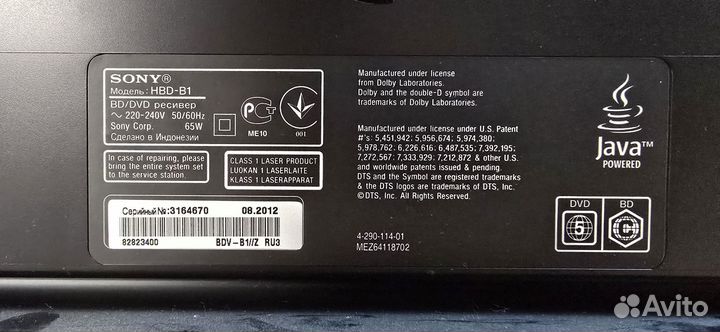 SONY®
Модель: HBD-B1
BD/DVD ресивер
~ 220-240V 50/60Hz
Sony Corp. 65W
Сделано в Индонезии
ME10
001
In case of repairing, please
bring the entire system set
to the service station.
CLASS 1 LASER PRODUCT
LUOKAN 1 LASERLAITE
KLASS 1 LASERAPPARAT
Серийный №: 3164670 08.2012
82823400 BDV-B1//Z RU3
Manufactured under license
from Dolby Laboratories.
Dolby and the double-D symbol are
trademarks of Dolby Laboratories.
Manufactured under license under U.S. Patent
#'s: 5,451,942; 5,956,674; 5,974,380;
5,978,762; 6,226,616; 6,487,535; 7,392,195;
7,272,567; 7,333,929; 7,212,872 & other U.S.
and worldwide patents issued & pending.
DTS and the Symbol are registered trademarks
& the DTS logos are trademarks of DTS, Inc.
©DTS, Inc. All Rights Reserved.
4-290-114-01
MEZ64118702
Java™
POWERED
DVD BD
5 C
Avito